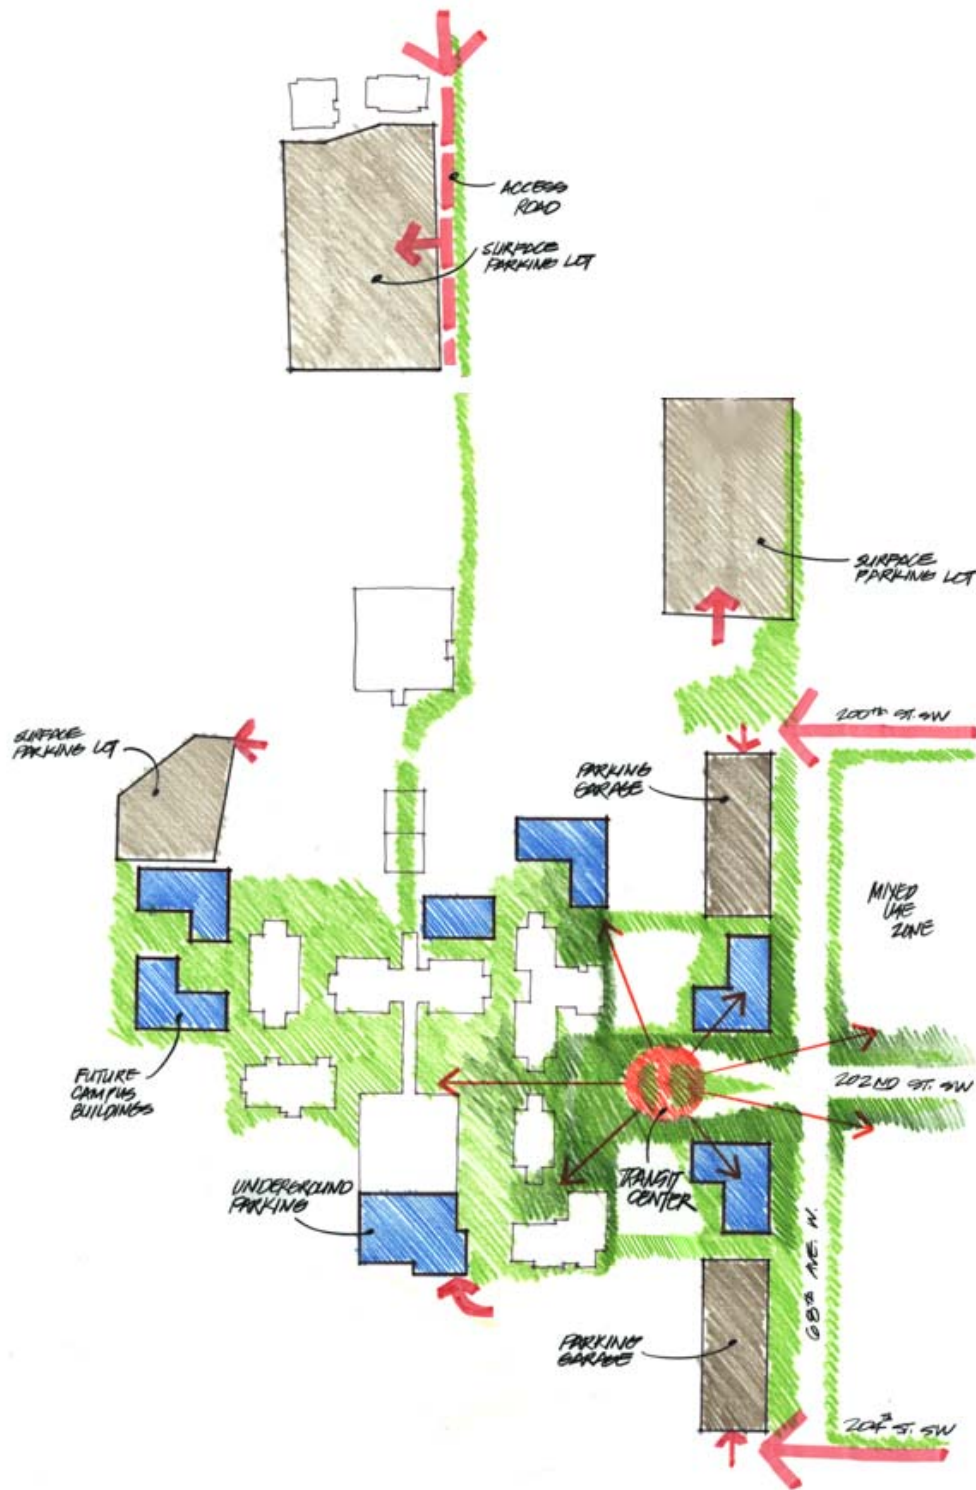 ACCESS
ROAD
SURFACE
PARKING LOT
SURFACE
PARKING LOT
200TH ST. SW
SURFACE
PARKING LOT
PARKING
GARAGE
MIXED
USE
ZONE
FUTURE
CAMPUS
BUILDINGS
202ND ST. SW
UNDERGROUND
PARKING
TRANSIT
CENTER
68TH AVE. W.
PARKING
GARAGE
204TH ST. SW